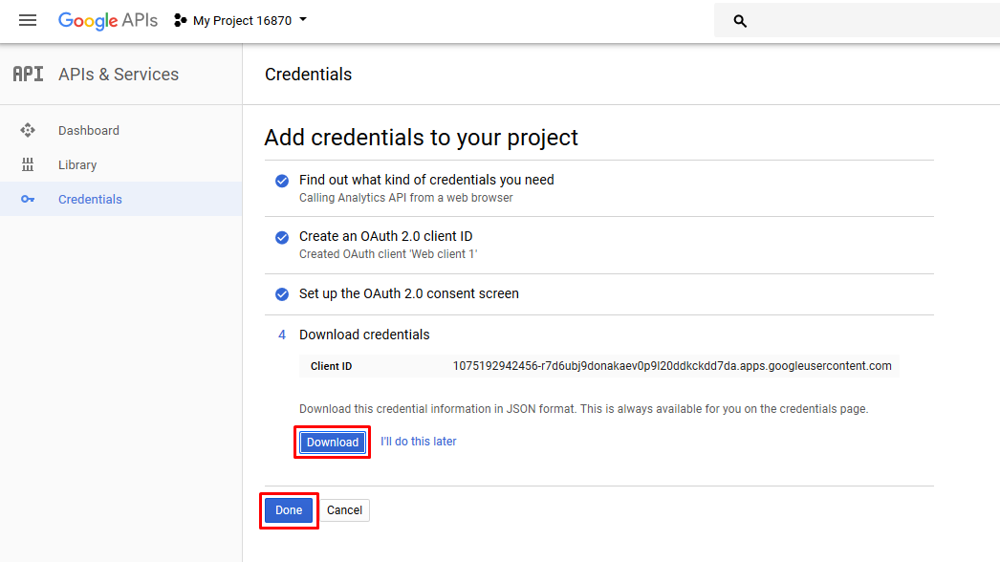 Google APIs My Project 16870
API APIs & Services
Credentials
Dashboard
Library
Credentials
Add credentials to your project
Find out what kind of credentials you need
Calling Analytics API from a web browser
Create an OAuth 2.0 client ID
Created OAuth client 'Web client 1'
Set up the OAuth 2.0 consent screen
4 Download credentials
Client ID 1075192942456-r7d6ubj9donakaev0p9l20ddkckdd7da.apps.googleusercontent.com
Download this credential information in JSON format. This is always available for you on the credentials page.
Download I'll do this later
Done Cancel